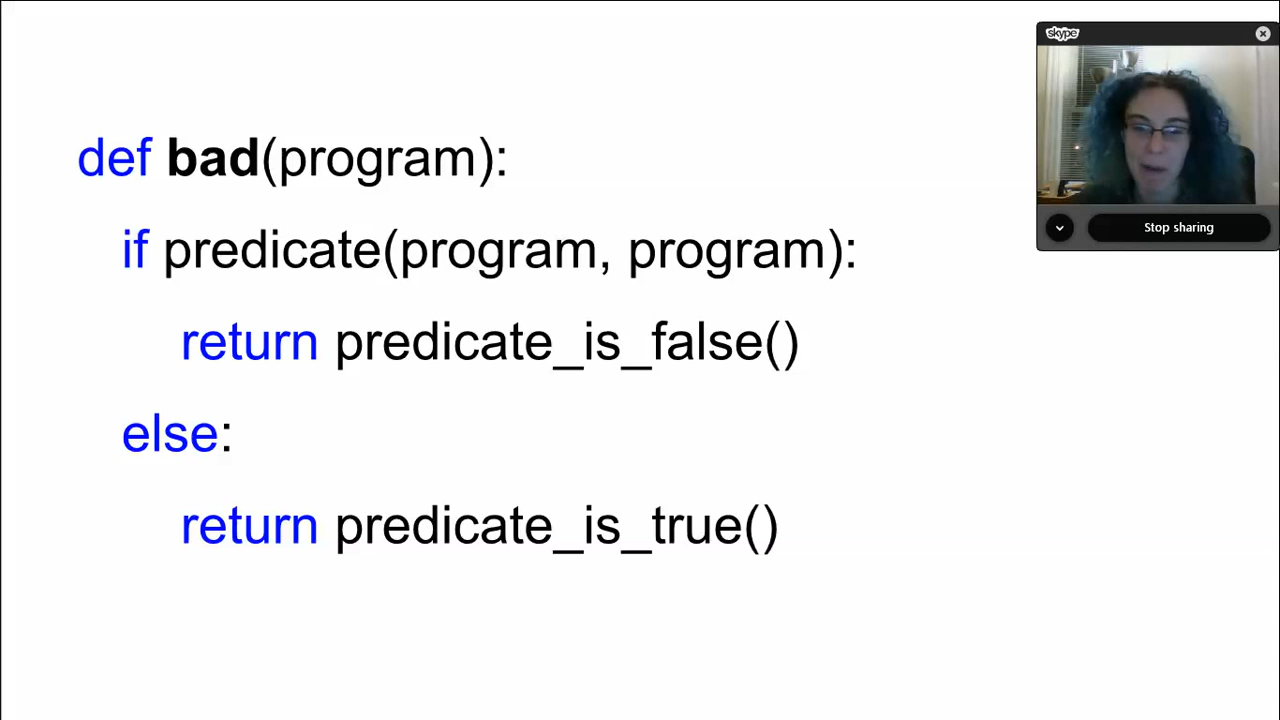 skype
def bad(program):
if predicate(program, program):
return predicate_is_false()
else:
return predicate_is_true()
Stop sharing